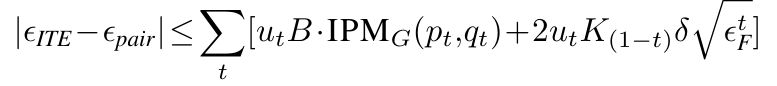 |ϵ_{ITE} − ϵ_{pair}| ≤ ∑_t [u_t B · IPM_G(p_t,q_t) + 2u_t K_{(1−t)} δ √(ϵ_F^t)]